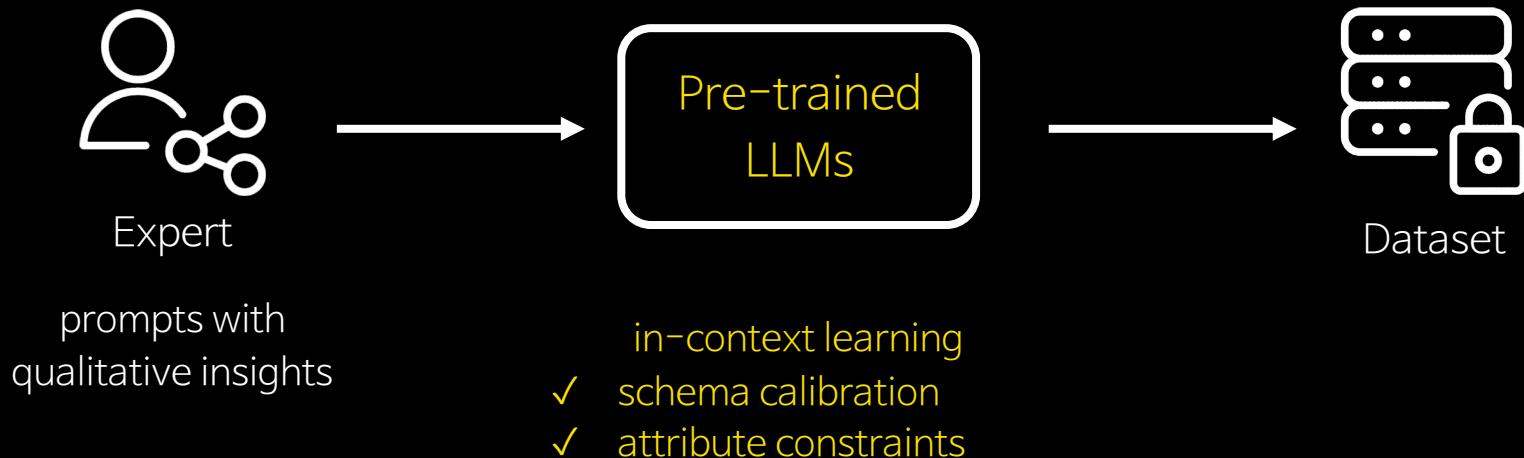 Pre-trained
LLMs
Expert
Dataset
prompts with
qualitative insights
in-context learning
✓ schema calibration
✓ attribute constraints